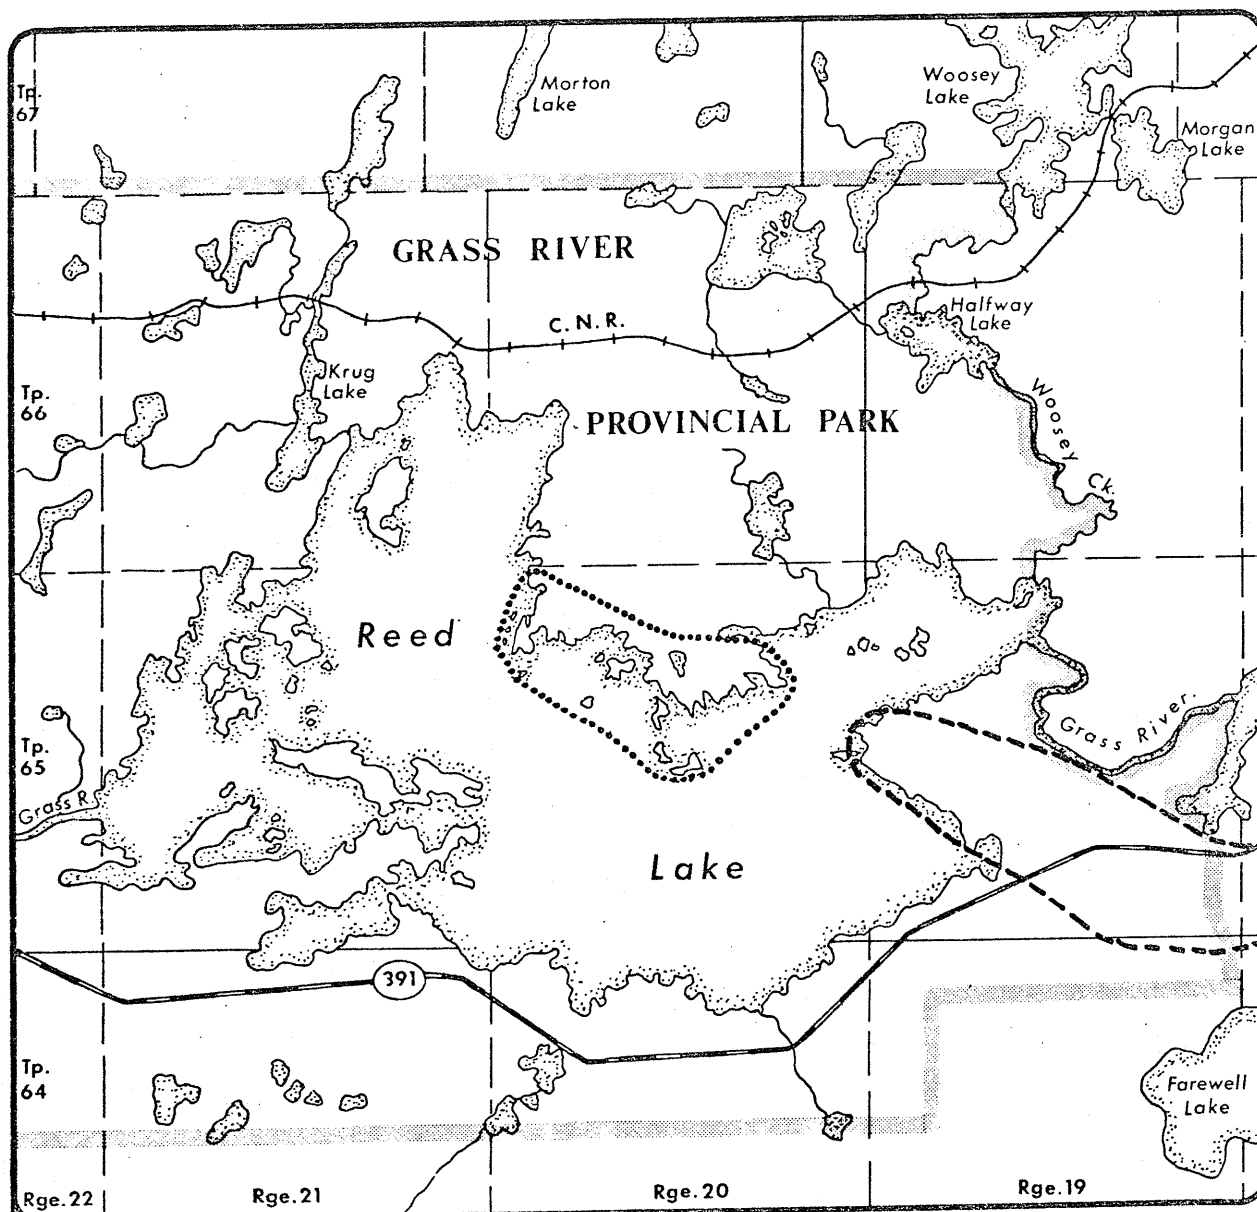 Tp.
67
Morton
Lake
Woosey
Lake
Morgan
Lake
GRASS RIVER
C.N.R.
Halfway
Lake
Krug
Lake
Tp.
66
PROVINCIAL PARK
Woosey Ck.
Reed
Tp.
65
Grass R.
Grass River.
Lake
391
Tp.
64
Farewell
Lake
Rge.22
Rge.21
Rge.20
Rge.19